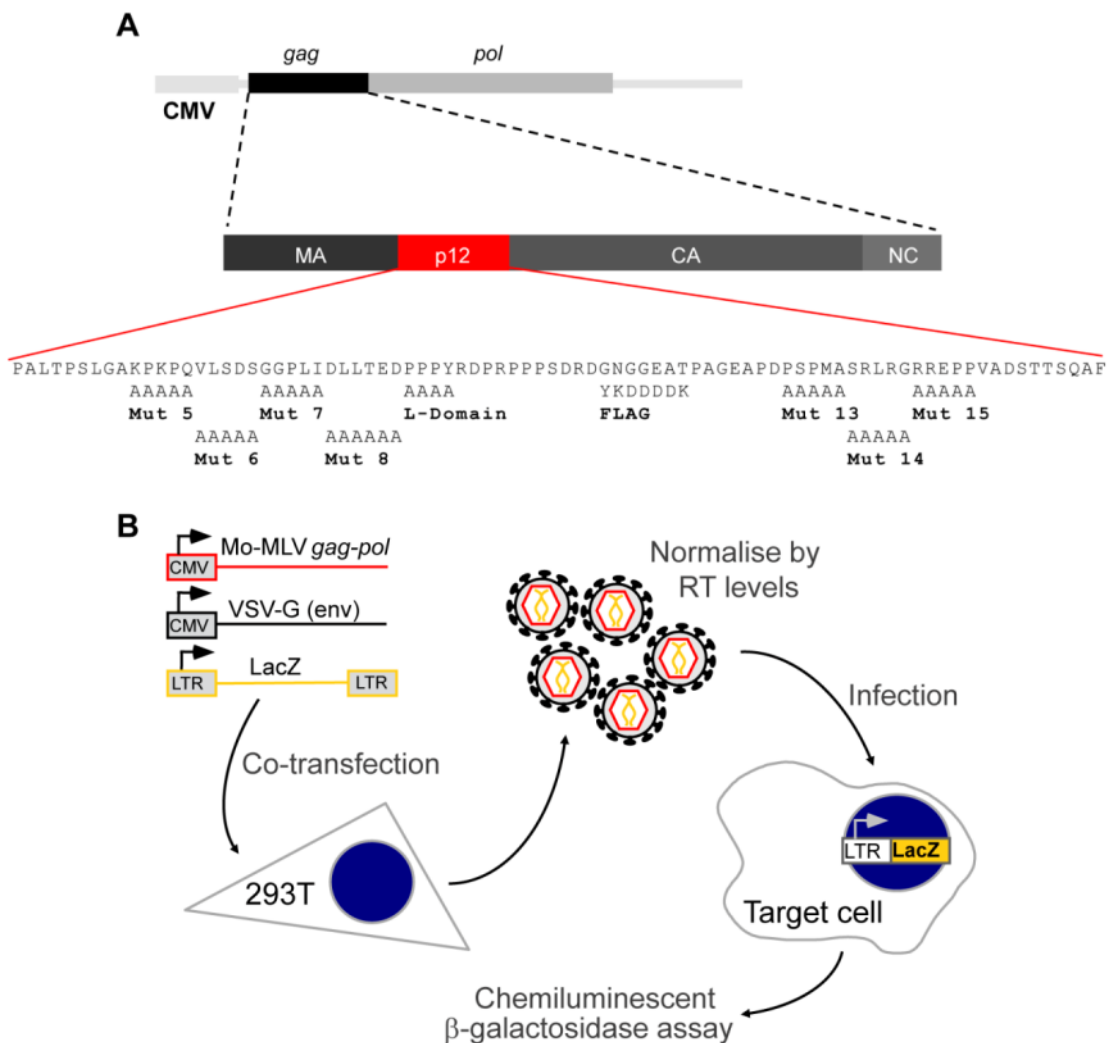 A
gag pol
CMV
MA p12 CA NC
PALTPSLGAKPKPQVLSDSGGPLIDLLTEDPPPYRDPRPPPSDRDGNGGEATPAGEAPDPSPMASRLRGRREPPVADSTTSQAF
AAAAA AAAAA AAAA YKDDDDK AAAAA AAAAA
Mut 5 Mut 7 L-Domain FLAG Mut 13 Mut 15
AAAAA AAAAAA AAAAA
Mut 6 Mut 8 Mut 14
B
Mo-MLV gag-pol
CMV
VSV-G (env)
CMV
LacZ
LTR LTR
Co-transfection
293T
Normalise by
RT levels
Infection
LTR LacZ
Target cell
Chemiluminescent
β-galactosidase assay